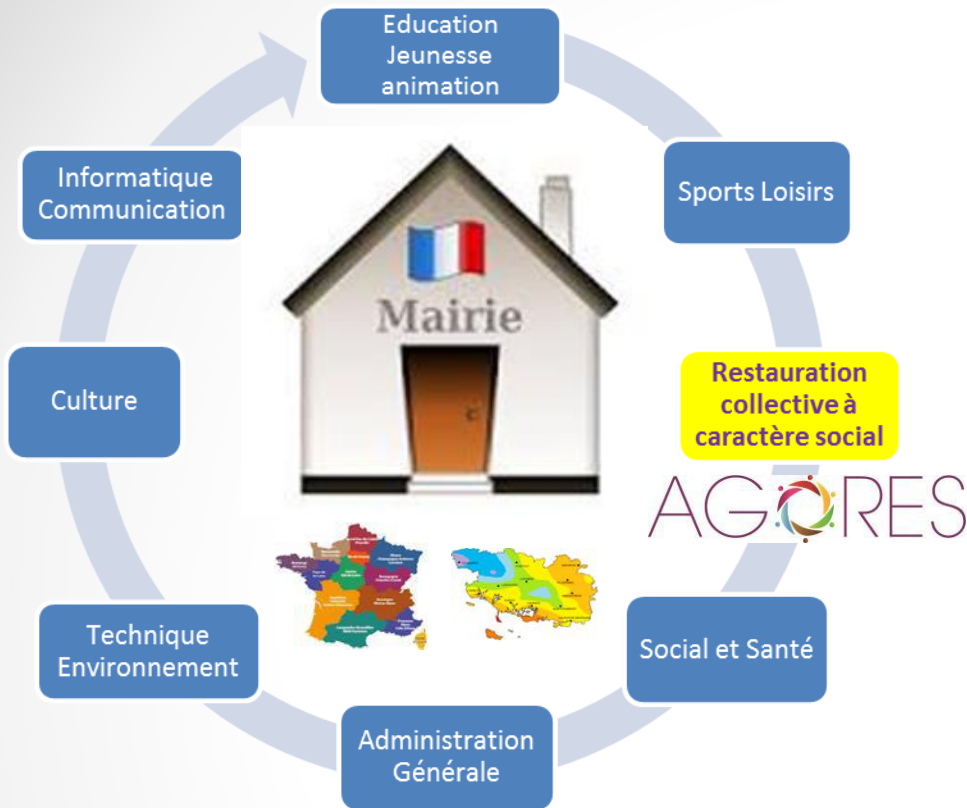 Education
Jeunesse
animation
Informatique
Communication
Sports Loisirs
Mairie
Culture
Restauration
collective à
caractère social
AGORES
Technique
Environnement
Social et Santé
Administration
Générale